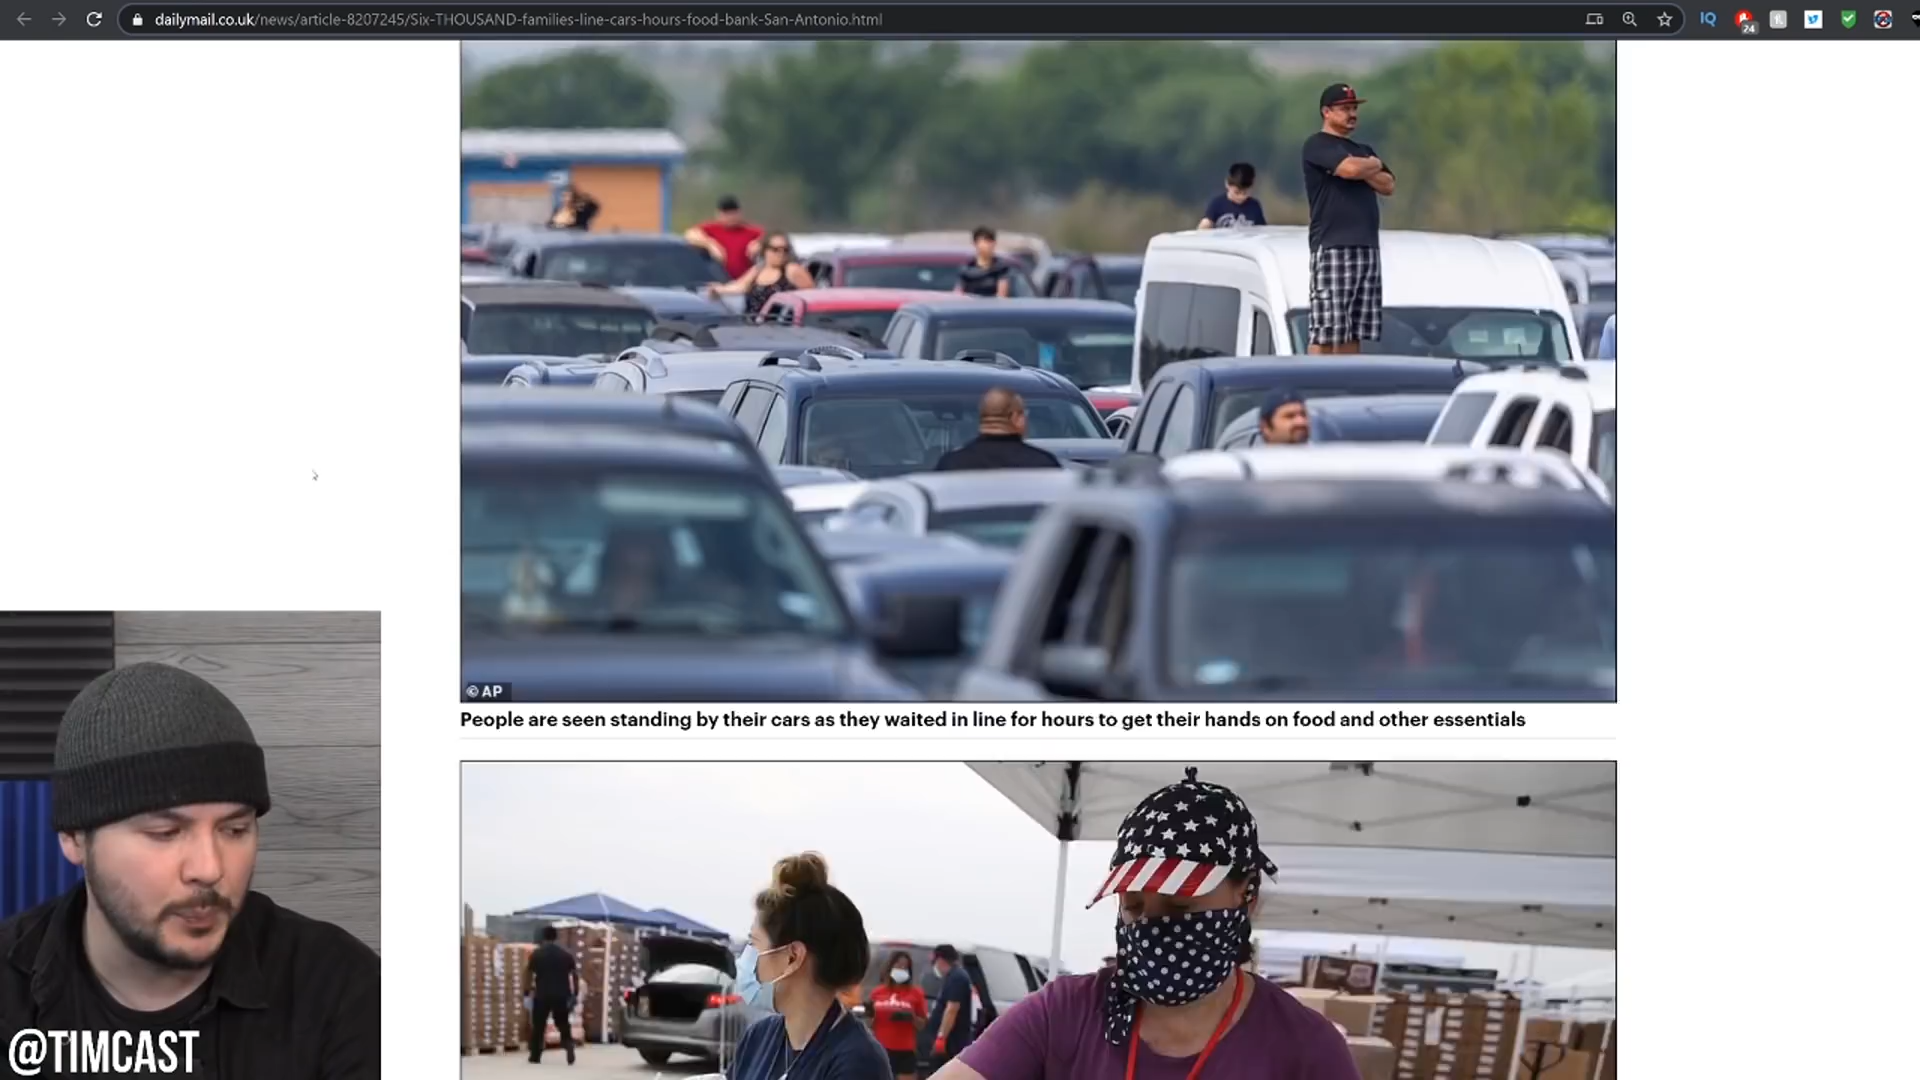 dailymail.co.uk/news/article-8207245/Six-THOUSAND-families-line-cars-hours-food-bank-San-Antonio.html
IQ
24
© AP
People are seen standing by their cars as they waited in line for hours to get their hands on food and other essentials
@TIMCAST